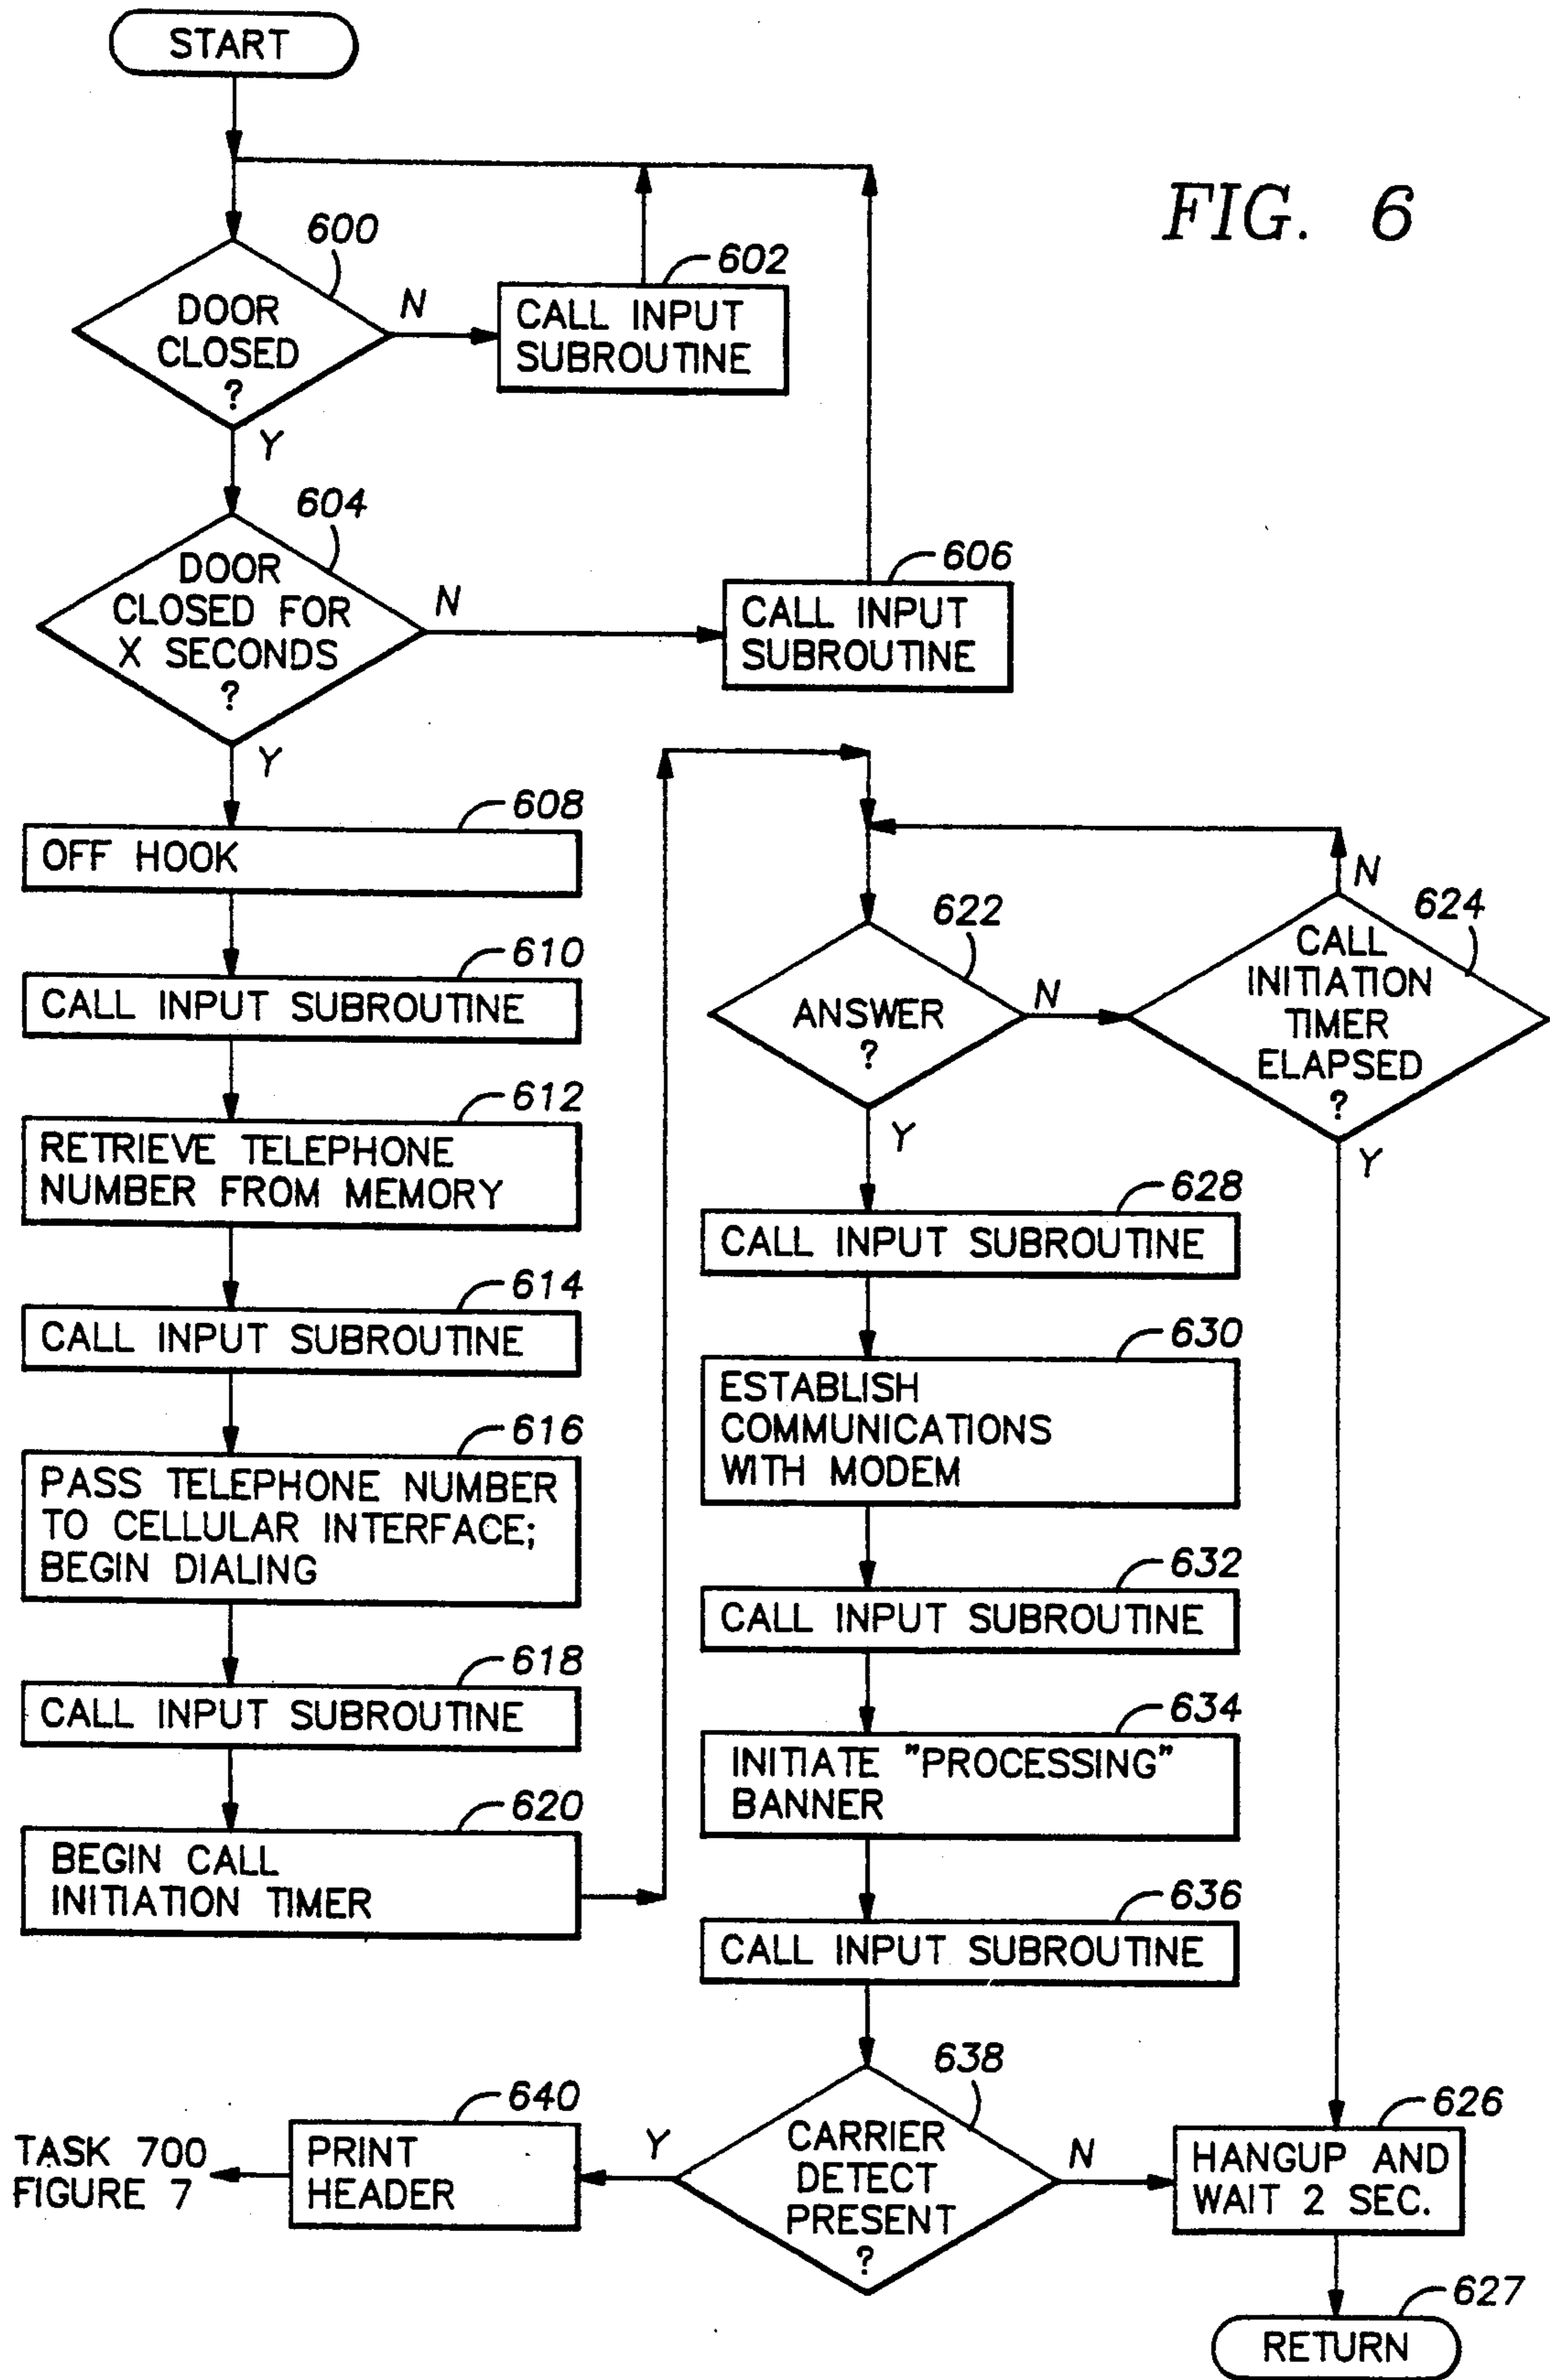 START
FIG. 6
600
DOOR
CLOSED
?
N
Y
602
CALL INPUT
SUBROUTINE
604
DOOR
CLOSED FOR
X SECONDS
?
N
Y
606
CALL INPUT
SUBROUTINE
608
OFF HOOK
610
CALL INPUT SUBROUTINE
612
RETRIEVE TELEPHONE
NUMBER FROM MEMORY
614
CALL INPUT SUBROUTINE
616
PASS TELEPHONE NUMBER
TO CELLULAR INTERFACE;
BEGIN DIALING
618
CALL INPUT SUBROUTINE
620
BEGIN CALL
INITIATION TIMER
622
ANSWER
?
N
Y
624
CALL
INITIATION
TIMER
ELAPSED
?
N
Y
628
CALL INPUT SUBROUTINE
630
ESTABLISH
COMMUNICATIONS
WITH MODEM
632
CALL INPUT SUBROUTINE
634
INITIATE "PROCESSING"
BANNER
636
CALL INPUT SUBROUTINE
638
CARRIER
DETECT
PRESENT
?
Y
N
640
PRINT
HEADER
TASK 700
FIGURE 7
626
HANGUP AND
WAIT 2 SEC.
627
RETURN